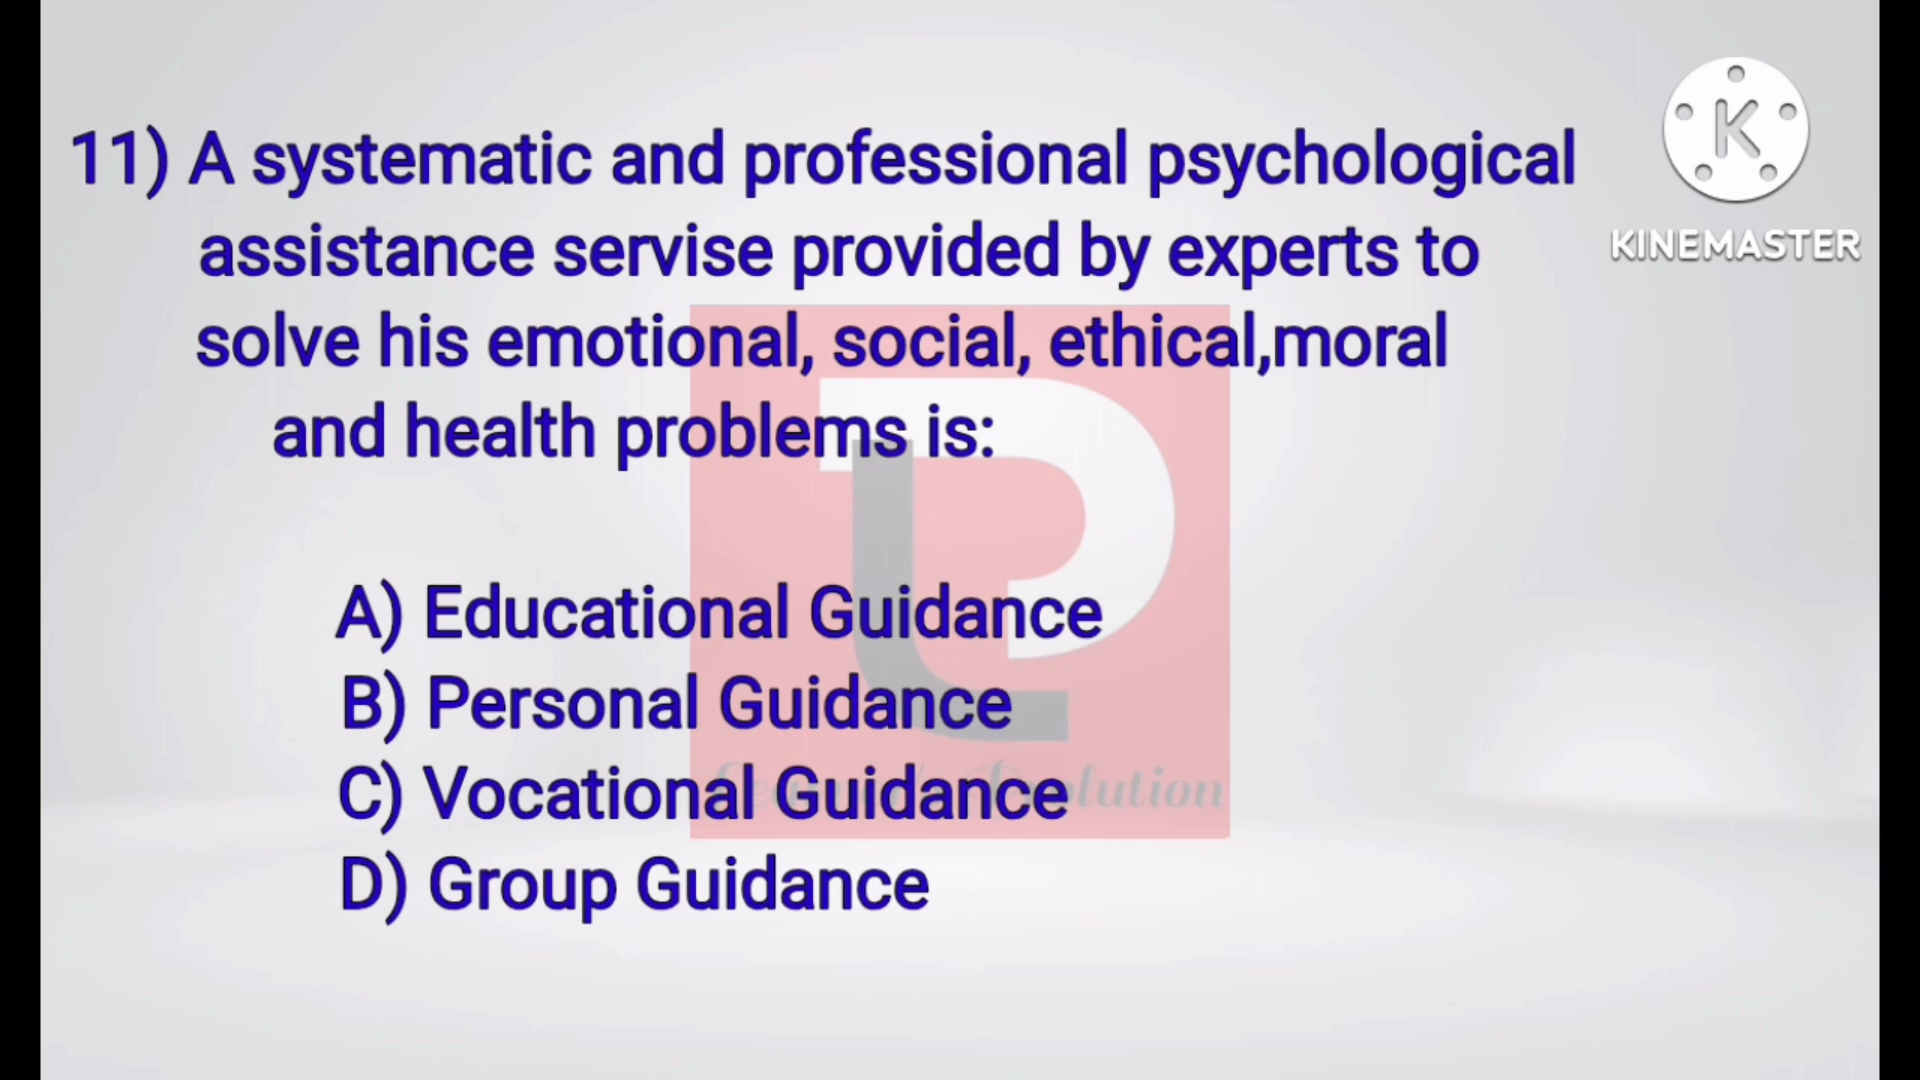 11) A systematic and professional psychological
assistance servise provided by experts to
solve his emotional, social, ethical,moral
and health problems is:
A) Educational Guidance
B) Personal Guidance
C) Vocational Guidance
D) Group Guidance
K
KINEMASTER